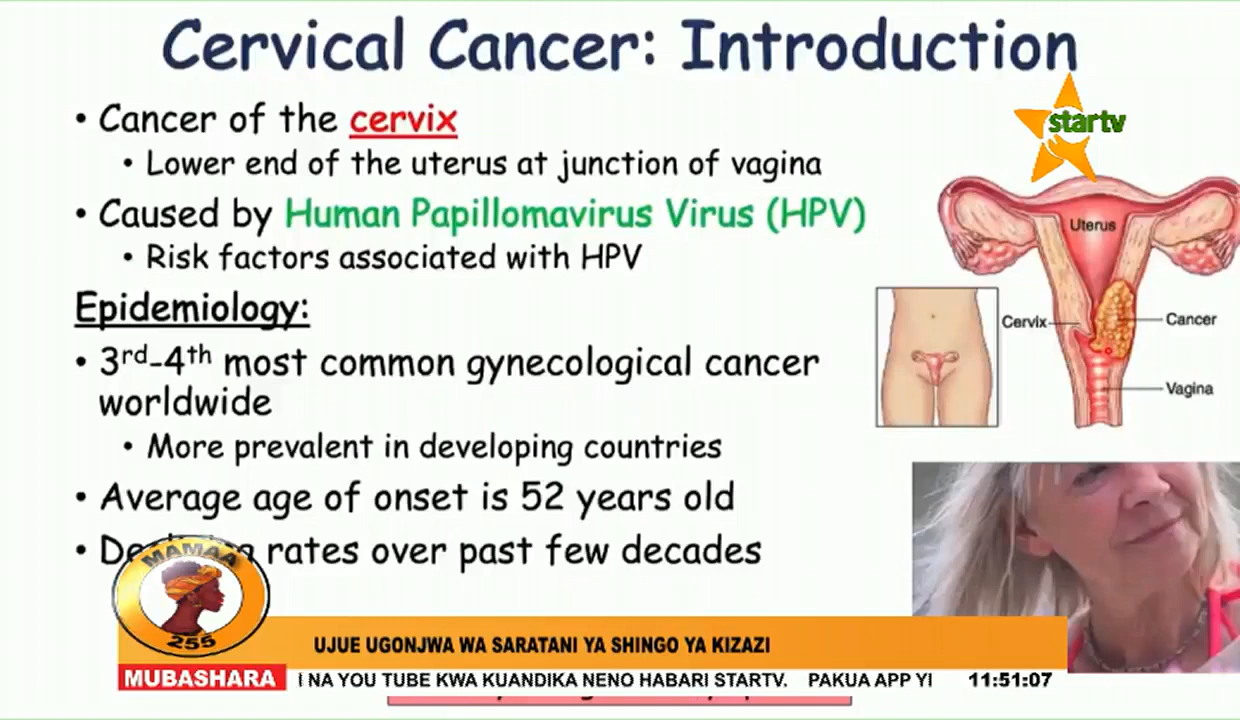 Cervical Cancer: Introduction
• Cancer of the cervix
• Lower end of the uterus at junction of vagina
• Caused by Human Papillomavirus Virus (HPV)
• Risk factors associated with HPV
Epidemiology:
• 3rd-4th most common gynecological cancer
worldwide
• More prevalent in developing countries
• Average age of onset is 52 years old
• rates over past few decades
startv
Uterus
Cervix
Cancer
Vagina
MAMAA
255
UJUE UGONJWA WA SARATANI YA SHINGO YA KIZAZI
MUBASHARA
I NA YOU TUBE KWA KUANDIKA NENO HABARI STARTV. PAKUA APP YI
11:51:07